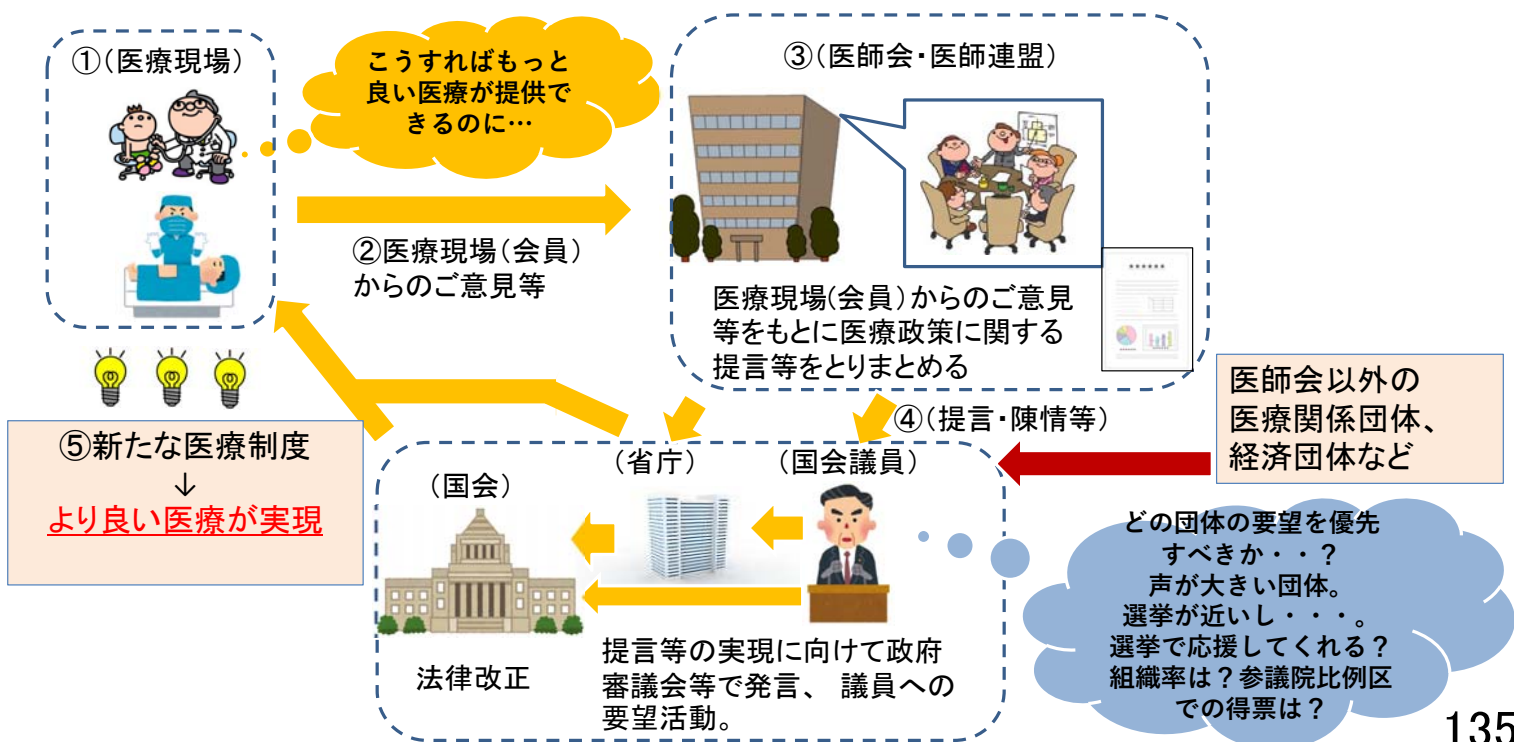 ①(医療現場)
こうすればもっと
良い医療が提供で
きるのに…
②医療現場(会員)
からのご意見等
③(医師会・医師連盟)
******
医療現場(会員)からのご意見
等をもとに医療政策に関する
提言等をとりまとめる
④(提言・陳情等)
医師会以外の
医療関係団体、
経済団体など
⑤新たな医療制度
↓
より良い医療が実現
(国会)
(省庁)
(国会議員)
法律改正
提言等の実現に向けて政府
審議会等で発言、 議員への
要望活動。
どの団体の要望を優先
すべきか・・?
声が大きい団体。
選挙が近いし・・・。
選挙で応援してくれる?
組織率は?参議院比例区
での得票は?
135